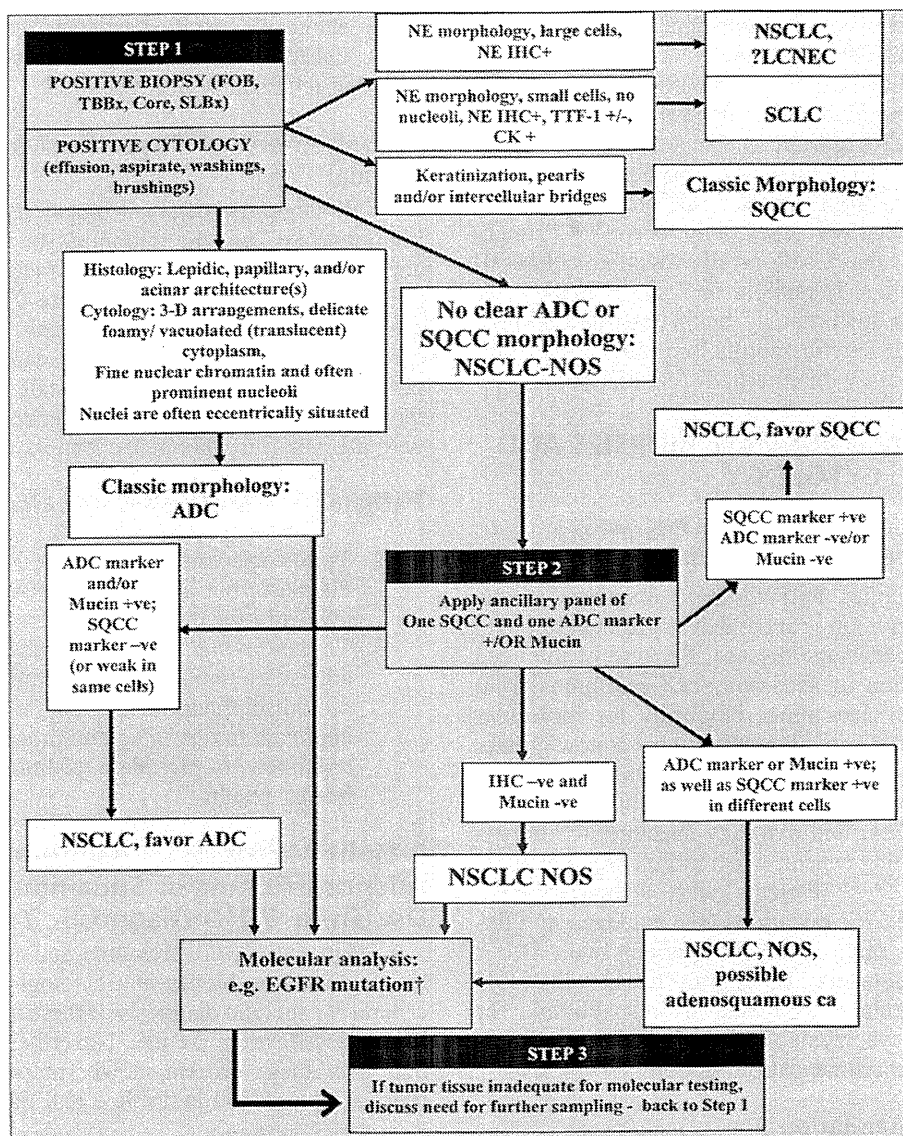 STEP 1
POSITIVE BIOPSY (FOB,
TBBx, Core, SLBx)
POSITIVE CYTOLOGY
(effusion, aspirate, washings,
brushings)
NE morphology, large cells,
NE IHC+
NSCLC,
?LCNEC
NE morphology, small cells, no
nucleoli, NE IHC+, TTF-1 +/-,
CK +
SCLC
Keratinization, pearls
and/or intercellular bridges
Classic Morphology:
SQCC
Histology: Lepidic, papillary, and/or
acinar architecture(s)
Cytology: 3-D arrangements, delicate
foamy/ vacuolated (translucent)
cytoplasm,
Fine nuclear chromatin and often
prominent nucleoli
Nuclei are often eccentrically situated
No clear ADC or
SQCC morphology:
NSCLC-NOS
Classic morphology:
ADC
NSCLC, favor SQCC
SQCC marker +ve
ADC marker -ve/or
Mucin -ve
ADC marker
and/or
Mucin +ve;
SQCC
marker –ve
(or weak in
same cells)
STEP 2
Apply ancillary panel of
One SQCC and one ADC marker
+/OR Mucin
IHC –ve and
Mucin -ve
ADC marker or Mucin +ve;
as well as SQCC marker +ve
in different cells
NSCLC, favor ADC
NSCLC NOS
Molecular analysis:
e.g. EGFR mutation†
NSCLC, NOS,
possible
adenosquamous ca
STEP 3
If tumor tissue inadequate for molecular testing,
discuss need for further sampling - back to Step 1